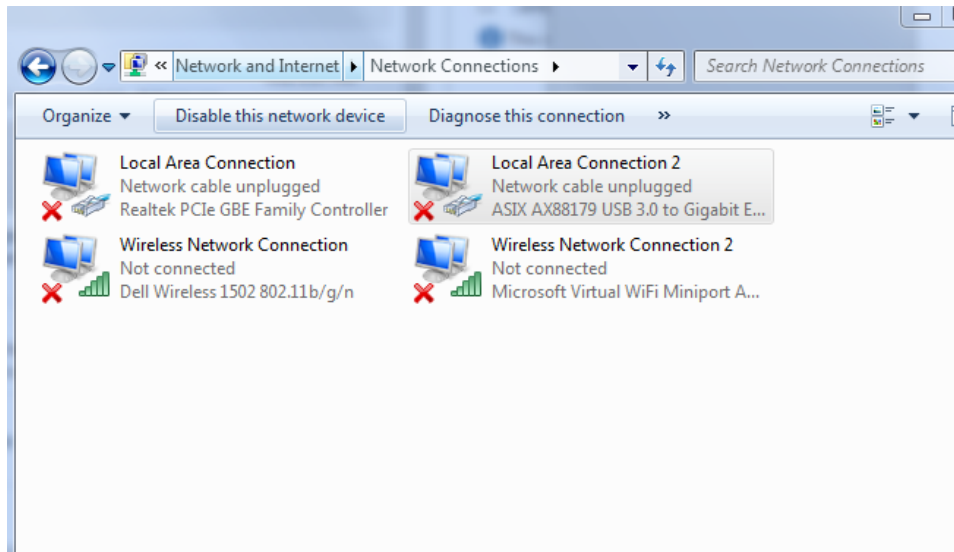 « Network and Internet Network Connections Search Network Connections
Organize Disable this network device Diagnose this connection »
Local Area Connection
Network cable unplugged
Realtek PCIe GBE Family Controller
Local Area Connection 2
Network cable unplugged
ASIX AX88179 USB 3.0 to Gigabit E...
Wireless Network Connection
Not connected
Dell Wireless 1502 802.11b/g/n
Wireless Network Connection 2
Not connected
Microsoft Virtual WiFi Miniport A...